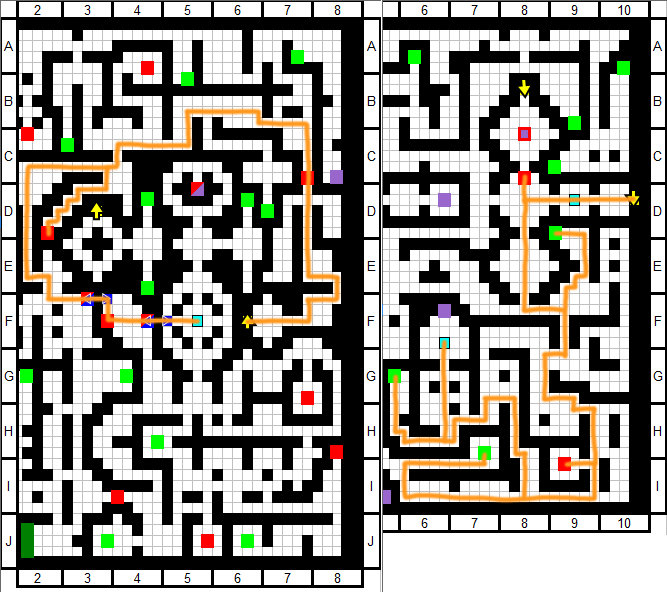 2 3 4 5 6 7 8
6 7 8 9 10
A A A
B B B
C C C
D D D
E E E
F F F
G G G
H H H
I I I
J J
6 7 8 9 10
2 3 4 5 6 7 8